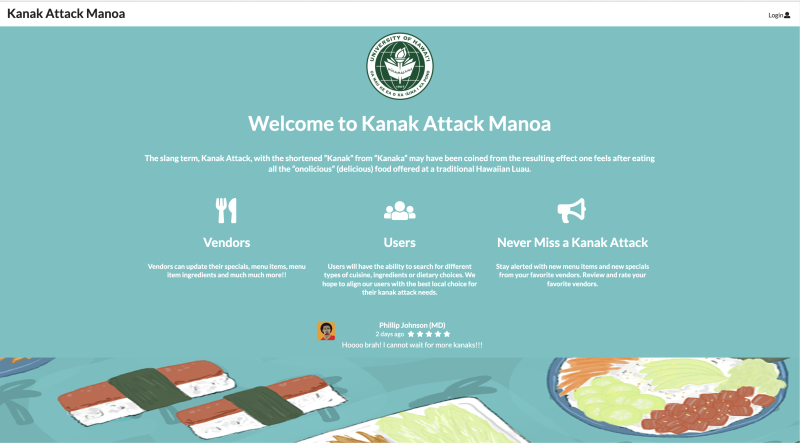 Kanak Attack Manoa
Login
UNIVERSITY OF HAWAI'I
1907
Welcome to Kanak Attack Manoa
The slang term, Kanak Attack, with the shortened "Kanak" from "Kanaka" may have been coined from the resulting effect one feels after eating
all the "onolicious" (delicious) food offered at a traditional Hawaiian Luau.
Vendors
Vendors can update their specials, menu items, menu
item ingredients and much much more!!
Users
Users will have the ability to search for different
types of cuisine, ingredients or dietary choices. We
hope to align our users with the best local choice for
their kanak attack needs.
Never Miss a Kanak Attack
Stay alerted with new menu items and new specials
from your favorite vendors. Review and rate your
favorite vendors.
Phillip Johnson (MD)
2 days ago
Hoooo brah! I cannot wait for more kanaks!!!